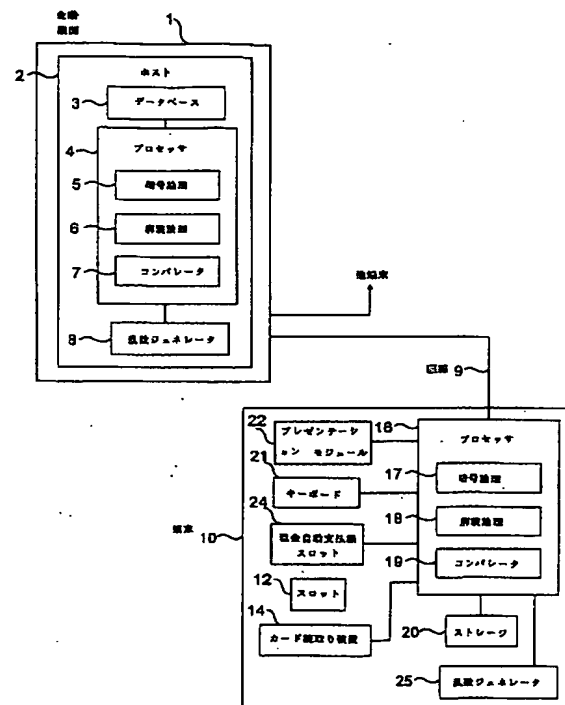 金融
機関
1
2
ホスト
3
データベース
4
プロセッサ
5
暗号論理
6
解読論理
7
コンパレータ
8
乱数ジェネレータ
他端末
回線 9
端末
10
22
プレゼンテーシ
ョン モジュール
21
キーボード
24
現金自動支払機
スロット
12
スロット
14
カード読取り装置
16
プロセッサ
17
暗号論理
18
解読論理
19
コンパレータ
20
ストレージ
25
乱数ジェネレータ